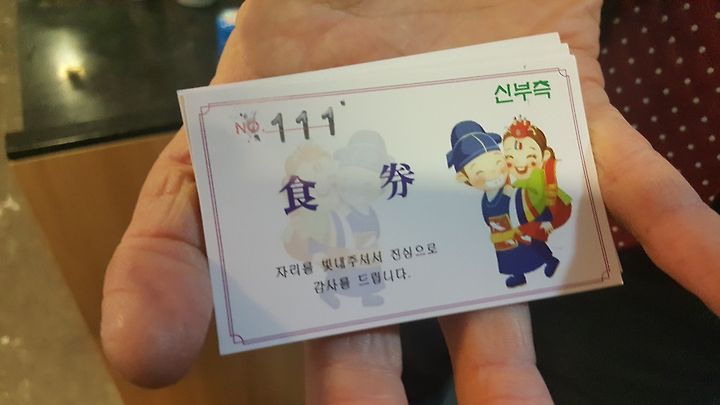 신부측
NO. 111
食 券
자리를 빛내주셔서 진심으로
감사를 드립니다.